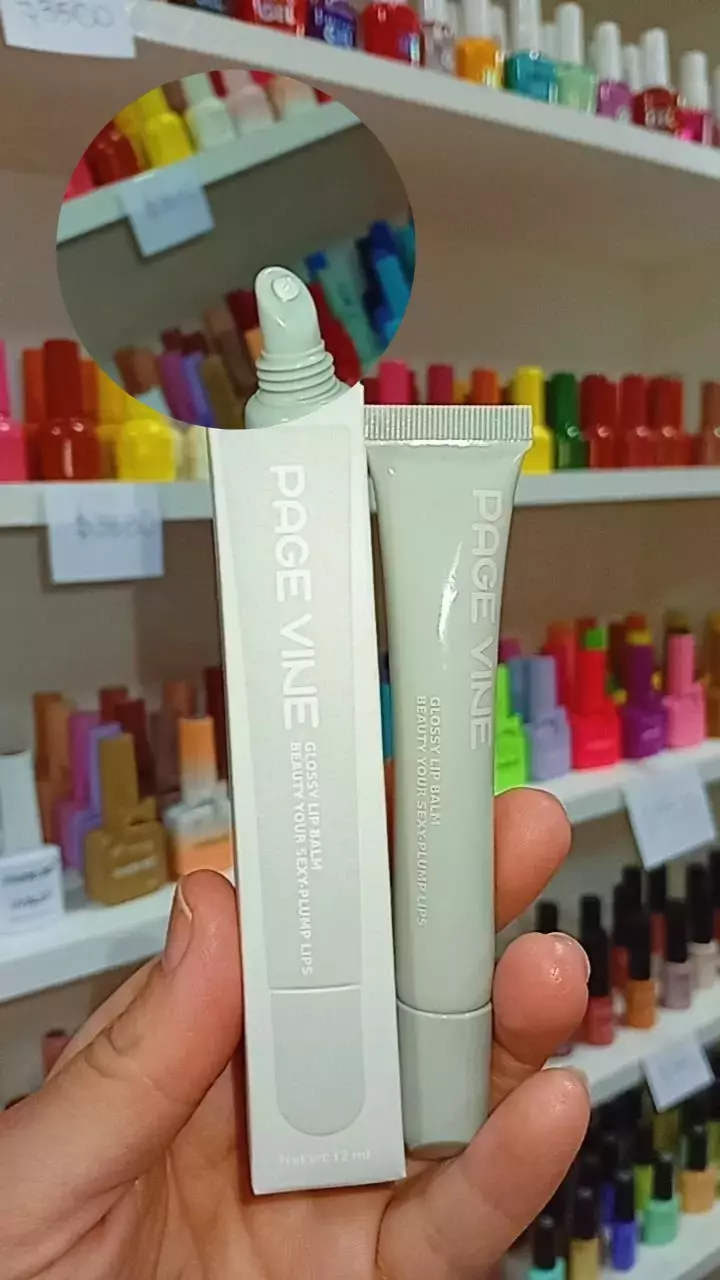 PAGE VINE
GLOSSY LIP BALM
BEAUTY YOUR SEXY·PLUMP LIPS
Net wt: 12 ml
PAGE VINE
GLOSSY LIP BALM
BEAUTY YOUR SEXY·PLUMP LIPS